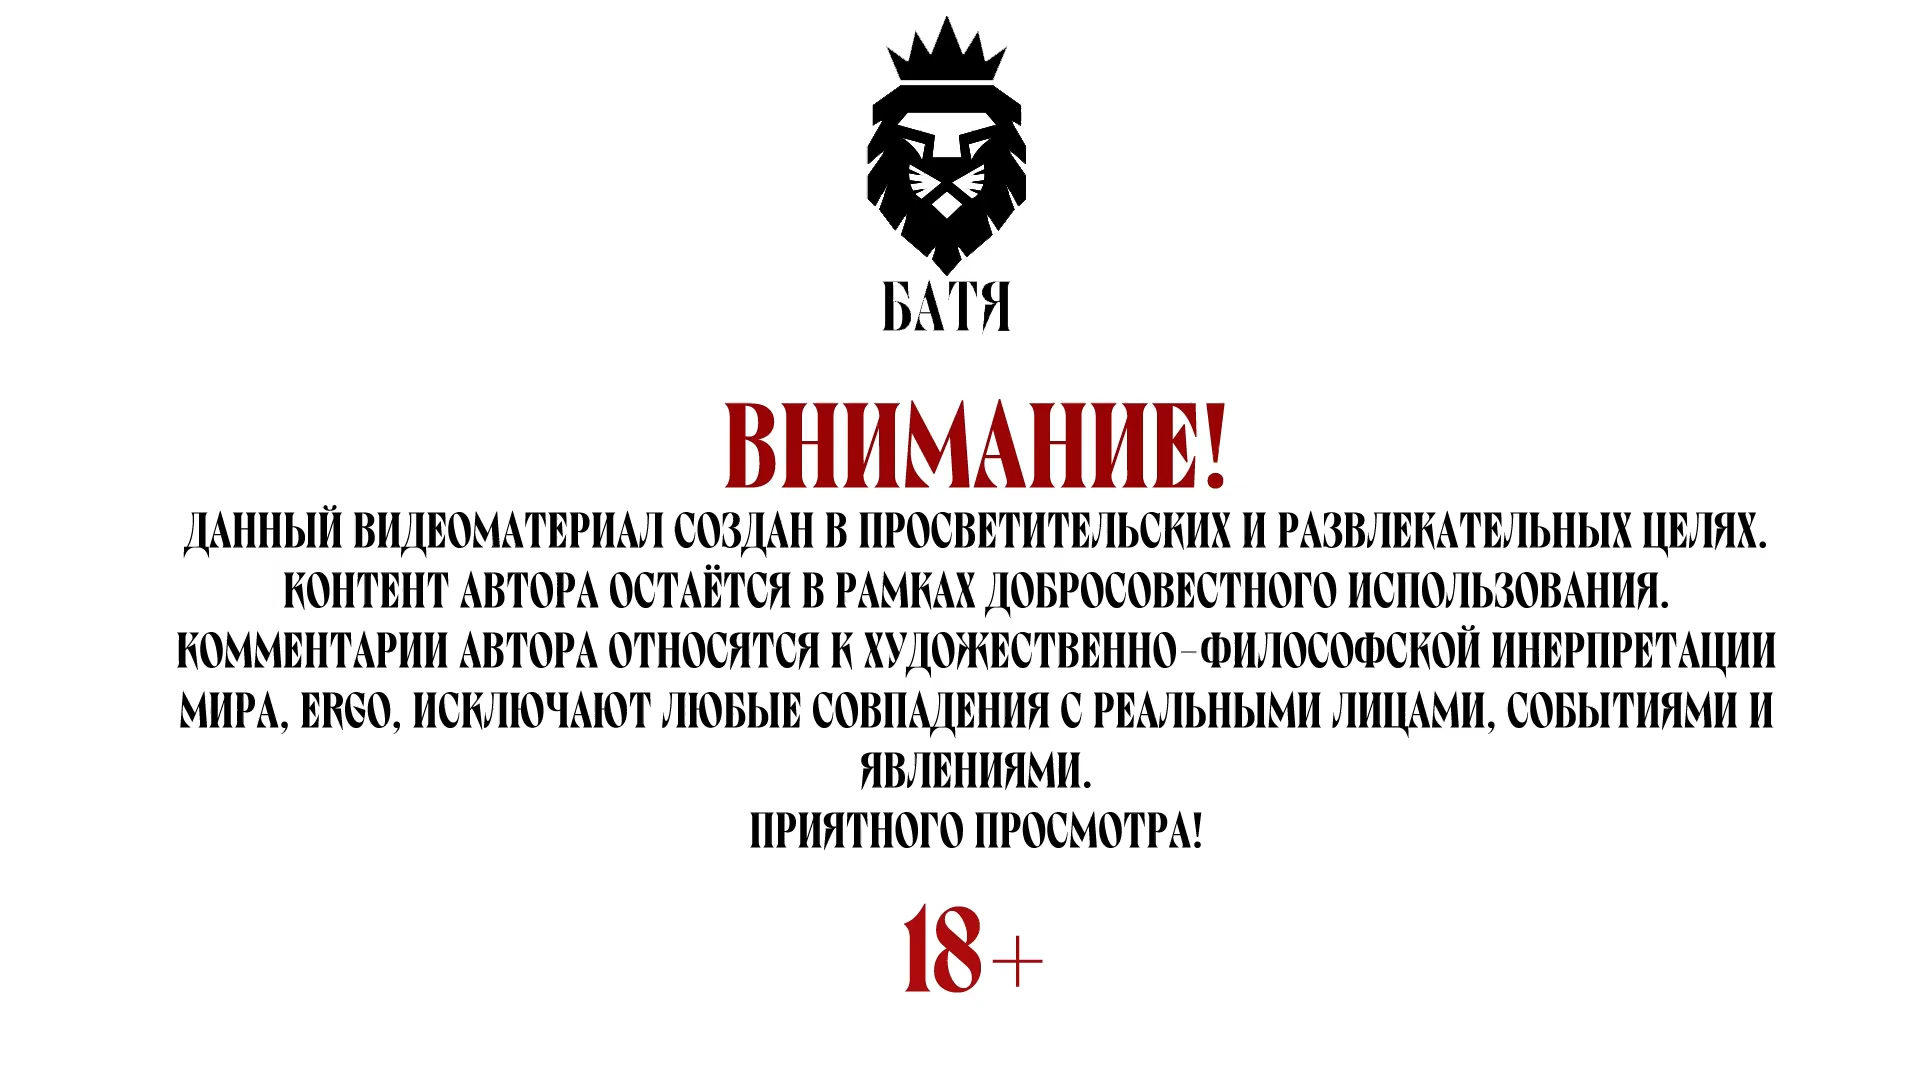 БАТЯ
ВНИМАНИЕ!
ДАННЫЙ ВИДЕОМАТЕРИАЛ СОЗДАН В ПРОСВЕТИТЕЛЬСКИХ И РАЗВЛЕКАТЕЛЬНЫХ ЦЕЛЯХ.
КОНТЕНТ АВТОРА ОСТАЁТСЯ В РАМКАХ ДОБРОСОВЕСТНОГО ИСПОЛЬЗОВАНИЯ.
КОММЕНТАРИИ АВТОРА ОТНОСЯТСЯ К ХУДОЖЕСТВЕННО-ФИЛОСОФСКОЙ ИНЕРПРЕТАЦИИ
МИРА, ERGO, ИСКЛЮЧАЮТ ЛЮБЫЕ СОВПАДЕНИЯ С РЕАЛЬНЫМИ ЛИЦАМИ, СОБЫТИЯМИ И
ЯВЛЕНИЯМИ.
ПРИЯТНОГО ПРОСМОТРА!
18+